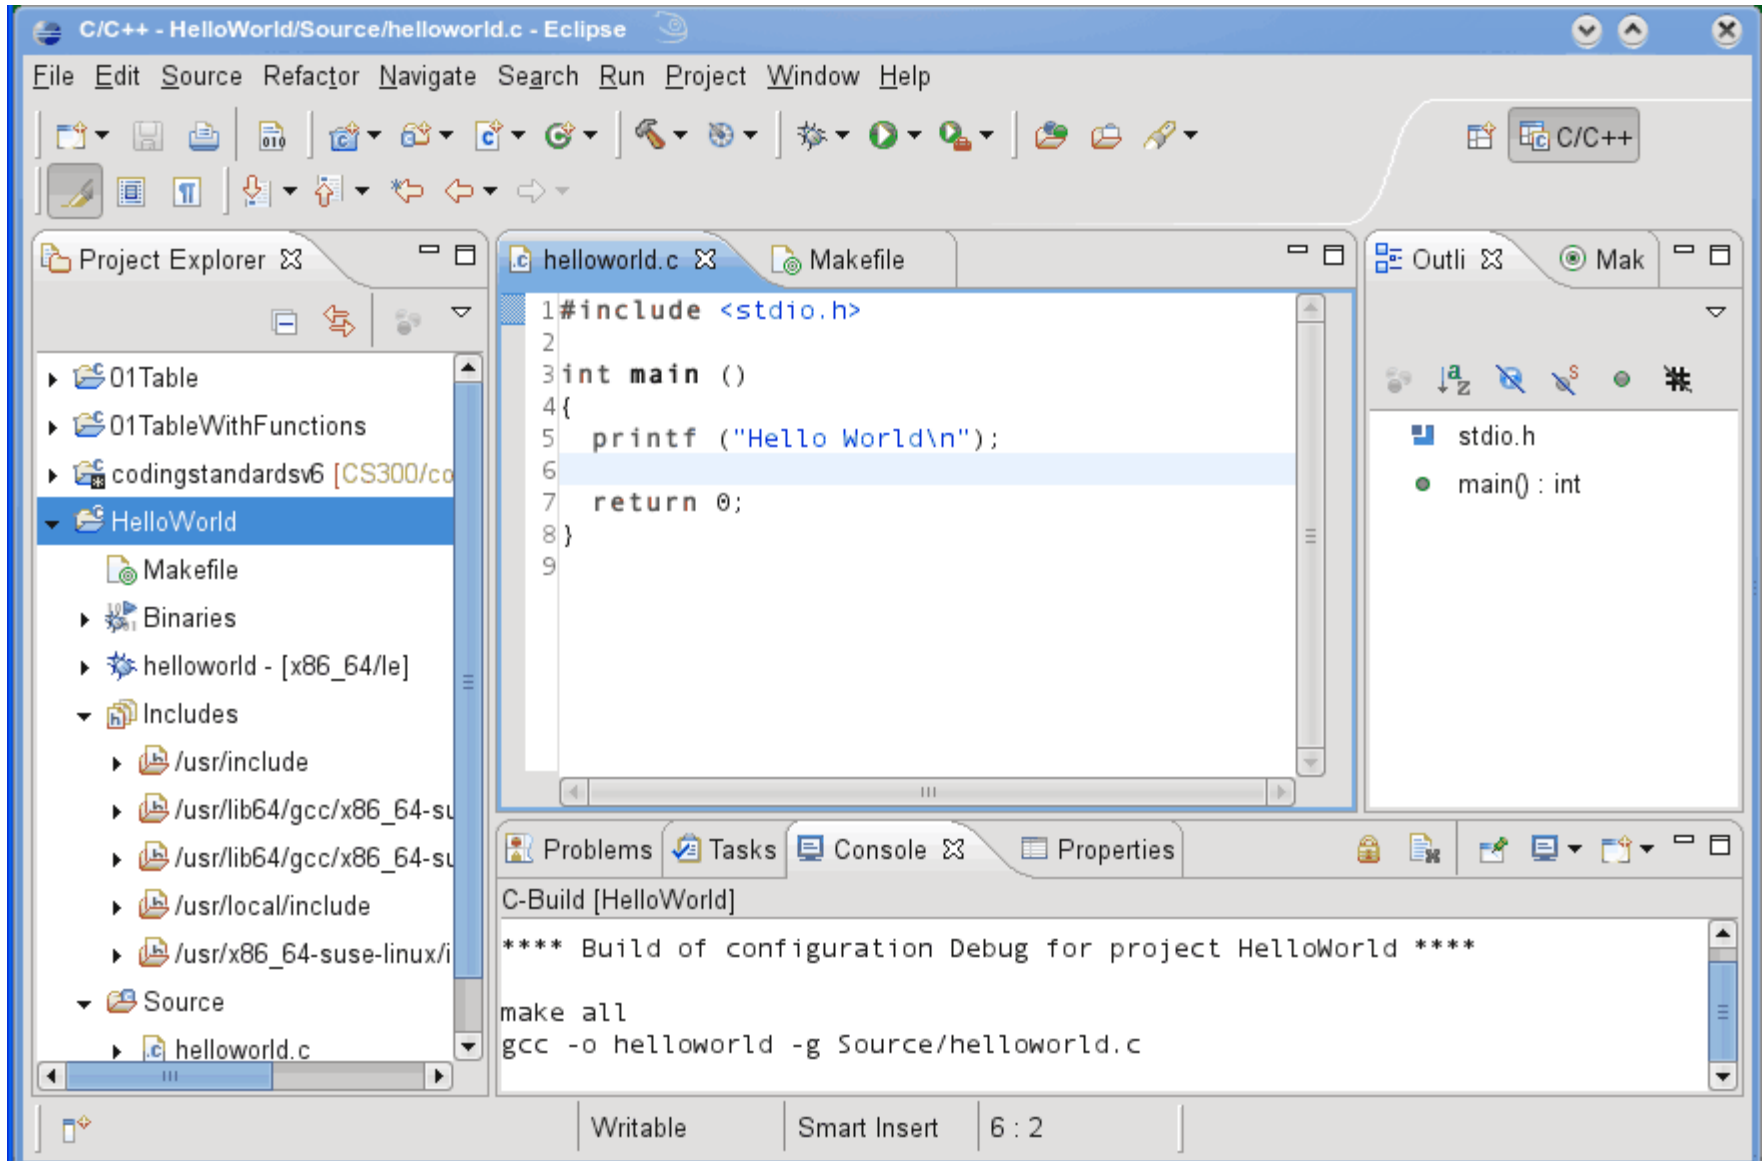 C/C++ - HelloWorld/Source/helloworld.c - Eclipse
File Edit Source Refactor Navigate Search Run Project Window Help
C/C++
Project Explorer
01Table
01TableWithFunctions
codingstandardsv6 [CS300/co
HelloWorld
Makefile
Binaries
helloworld - [x86_64/le]
Includes
/usr/include
/usr/lib64/gcc/x86_64-su
/usr/lib64/gcc/x86_64-su
/usr/local/include
/usr/x86_64-suse-linux/i
Source
helloworld.c
helloworld.c Makefile
1 #include <stdio.h>
2
3 int main ()
4 {
5 printf ("Hello World\n");
6
7 return 0;
8 }
9
Outli Mak
stdio.h
main() : int
Problems Tasks Console Properties
C-Build [HelloWorld]
**** Build of configuration Debug for project HelloWorld ****
make all
gcc -o helloworld -g Source/helloworld.c
Writable Smart Insert 6 : 2